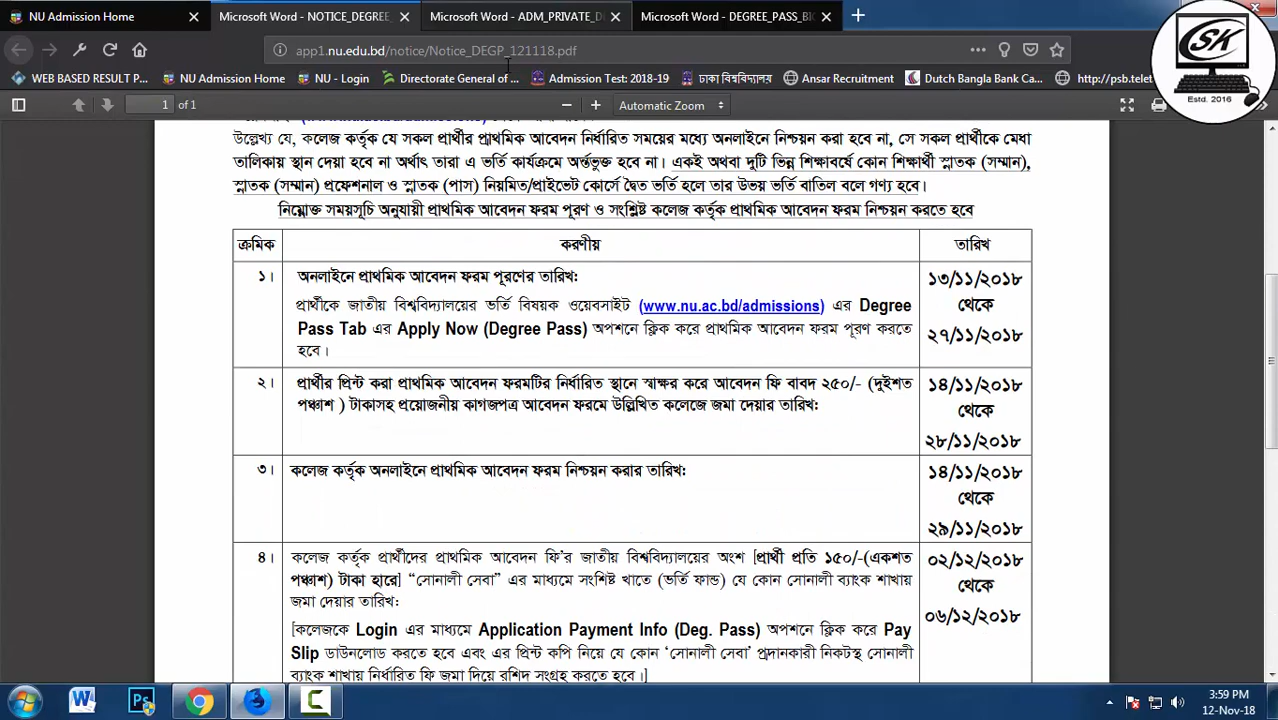 NU Admission Home
Microsoft Word - NOTICE_DEGREE_
Microsoft Word - ADM_PRIVATE_D
Microsoft Word - DEGREE_PASS_BI
app1.nu.edu.bd/notice/Notice_DEGP_121118.pdf
WEB BASED RESULT P...
NU Admission Home
NU - Login
Directorate General of ...
Admission Test 2018-19
ঢাকা বিশ্ববিদ্যালয়
Ansar Recruitment
Dutch Bangla Bank Ca...
http://psb.telet
SK
Estd. 2016
1 of 1
Automatic Zoom
উল্লেখ্য যে, কলেজ কর্তৃক যে সকল প্রার্থীর প্রাথমিক আবেদন নির্ধারিত সময়ের মধ্যে অনলাইনে নিশ্চয়ন করা হবে না, সে সকল প্রার্থীকে মেধা
তালিকায় স্থান দেয়া হবে না অর্থাৎ তারা এ ভর্তি কার্যক্রমে অর্ন্তভুক্ত হবে না। একই অথবা দুটি ভিন্ন শিক্ষাবর্ষে কোন শিক্ষার্থী স্নাতক (সম্মান),
স্নাতক (সম্মান) প্রফেশনাল ও স্নাতক (পাস) নিয়মিত/প্রাইভেট কোর্সে দ্বৈত ভর্তি হলে তার উভয় ভর্তি বাতিল বলে গণ্য হবে।
নিম্নোক্ত সময়সূচি অনুযায়ী প্রাথমিক আবেদন ফরম পূরণ ও সংশ্লিষ্ট কলেজ কর্তৃক প্রাথমিক আবেদন ফরম নিশ্চয়ন করতে হবে
ক্রমিক করণীয় তারিখ
১। অনলাইনে প্রাথমিক আবেদন ফরম পূরণের তারিখ:
প্রার্থীকে জাতীয় বিশ্ববিদ্যালয়ের ভর্তি বিষয়ক ওয়েবসাইট (www.nu.ac.bd/admissions) এর Degree
Pass Tab এর Apply Now (Degree Pass) অপশনে ক্লিক করে প্রাথমিক আবেদন ফরম পূরণ করতে
হবে।
১৩/১১/২০১৮
থেকে
২৭/১১/২০১৮
২। প্রার্থীর প্রিন্ট করা প্রাথমিক আবেদন ফরমটির নির্ধারিত স্থানে স্বাক্ষর করে আবেদন ফি বাবদ ২৫০/- (দুইশত
পঞ্চাশ ) টাকাসহ প্রয়োজনীয় কাগজপত্র আবেদন ফরমে উল্লিখিত কলেজে জমা দেয়ার তারিখ:
১৪/১১/২০১৮
থেকে
২৮/১১/২০১৮
৩। কলেজ কর্তৃক অনলাইনে প্রাথমিক আবেদন ফরম নিশ্চয়ন করার তারিখ:
১৪/১১/২০১৮
থেকে
২৯/১১/২০১৮
৪। কলেজ কর্তৃক প্রার্থীদের প্রাথমিক আবেদন ফি'র জাতীয় বিশ্ববিদ্যালয়ের অংশ [প্রার্থী প্রতি ১৫০/-(একশত
পঞ্চাশ) টাকা হারে] "সোনালী সেবা" এর মাধ্যমে সংশিষ্ট খাতে (ভর্তি ফান্ড) যে কোন সোনালী ব্যাংক শাখায়
জমা দেয়ার তারিখ:
[কলেজকে Login এর মাধ্যমে Application Payment Info (Deg. Pass) অপশনে ক্লিক করে Pay
Slip ডাউনলোড করতে হবে এবং এর প্রিন্ট কপি নিয়ে যে কোন 'সোনালী সেবা' প্রদানকারী নিকটস্থ সোনালী
ব্যাংক শাখায় নির্ধারিত ফি জমা দিয়ে রশিদ সংগ্রহ করতে হবে।]
০২/১২/২০১৮
থেকে
০৬/১২/২০১৮
3:59 PM
12-Nov-18